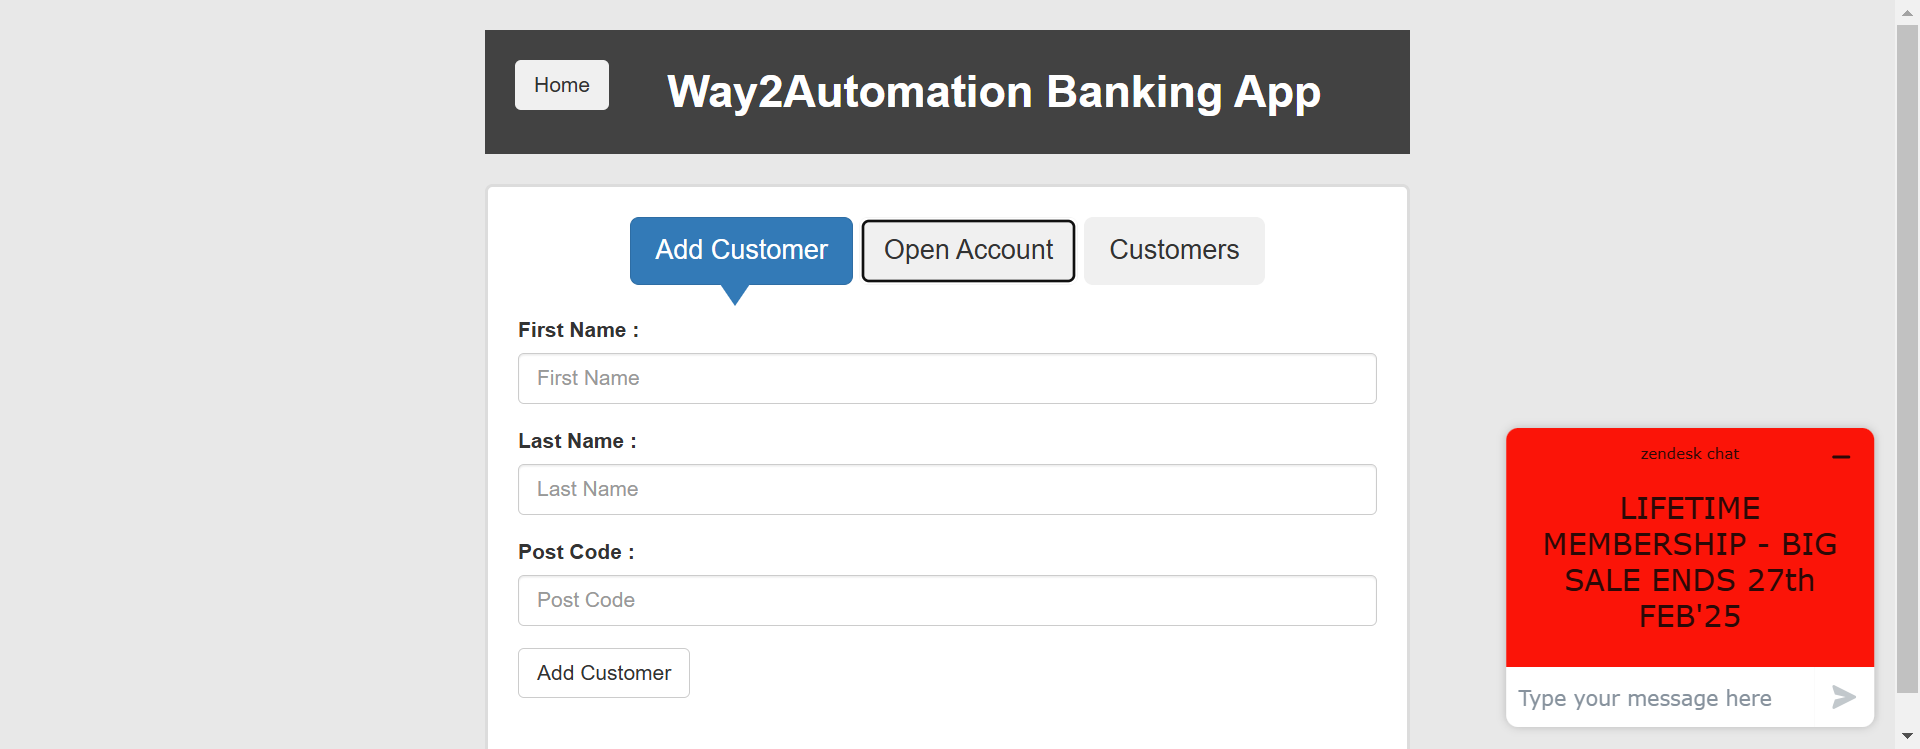 Home
Way2Automation Banking App
Add Customer
Open Account
Customers
First Name :
First Name
Last Name :
Last Name
Post Code :
Post Code
Add Customer
zendesk chat
LIFETIME
MEMBERSHIP - BIG
SALE ENDS 27th
FEB'25
Type your message here